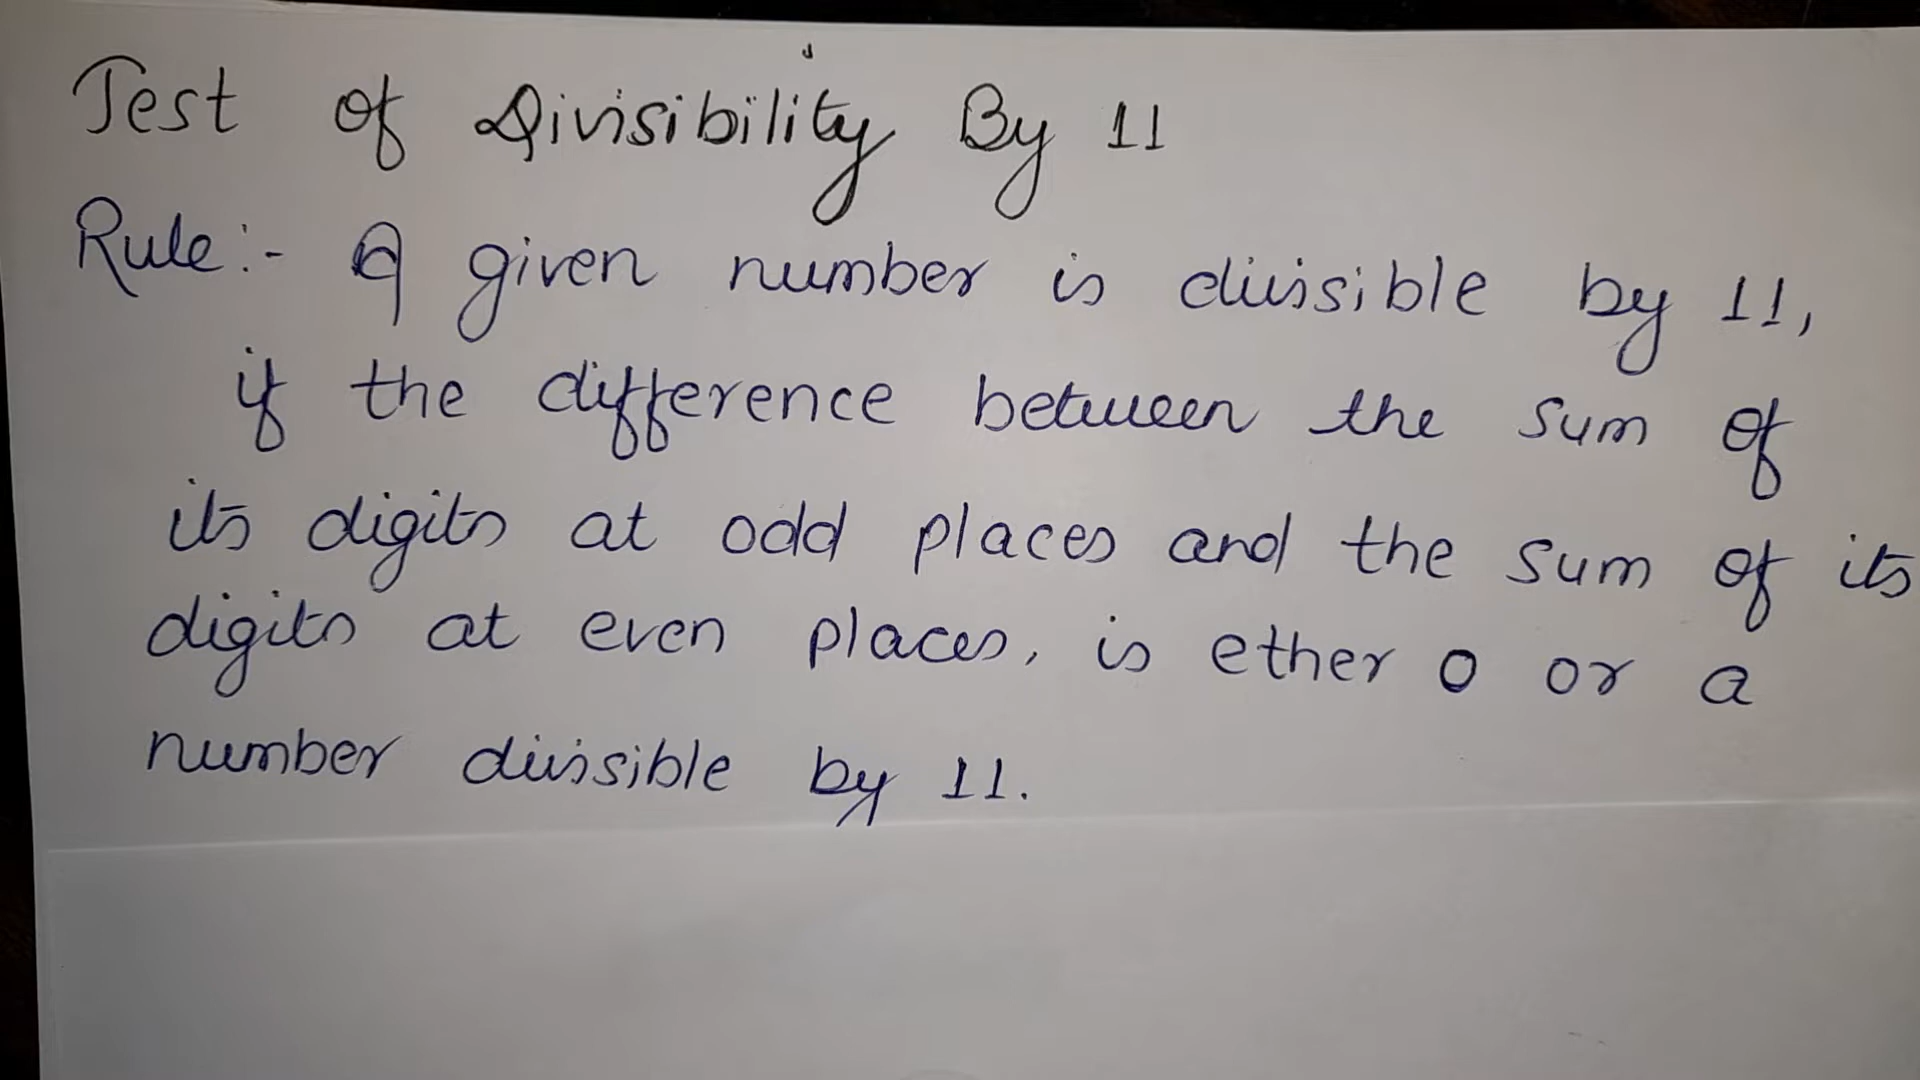 Test of Divisibility By 11
Rule:- A given number is divisible by 11,
if the difference between the sum of
its digits at odd places and the sum of its
digits at even places, is ether 0 or a
number divisible by 11.